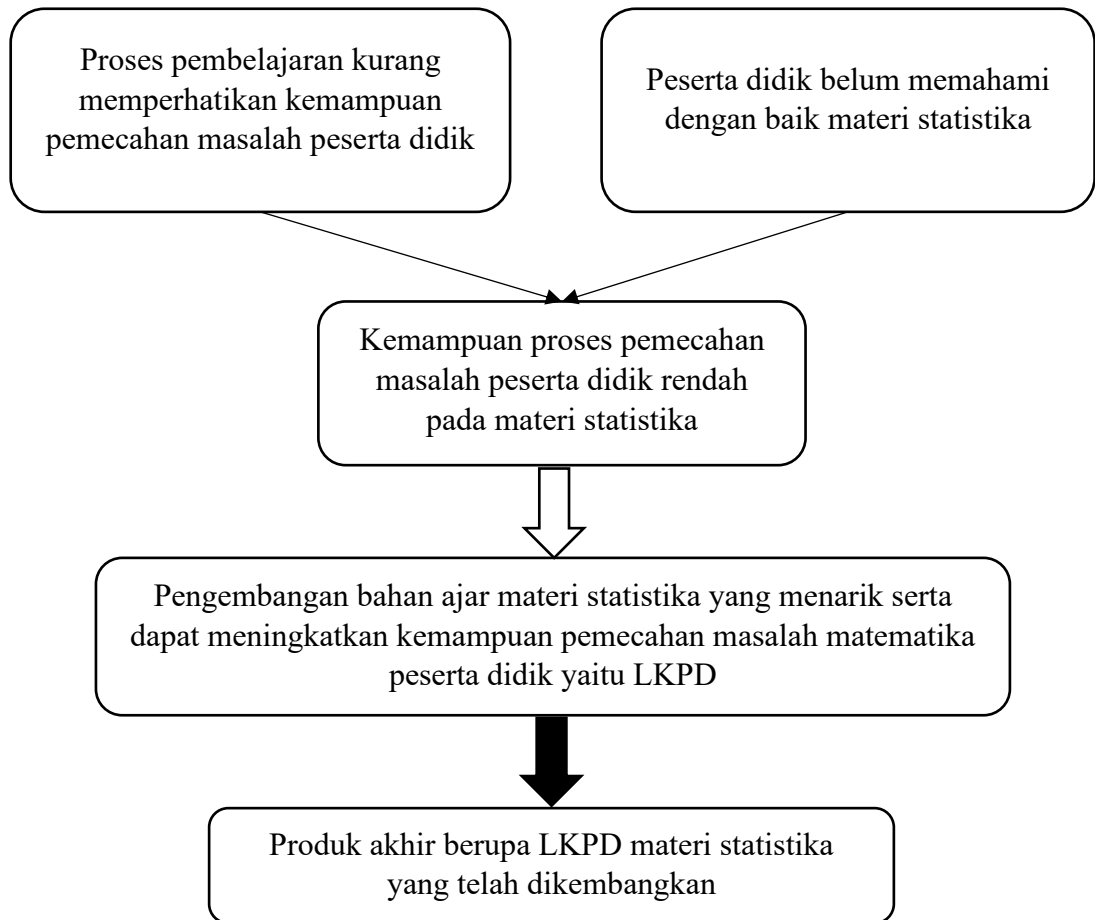 Proses pembelajaran kurang
memperhatikan kemampuan
pemecahan masalah peserta didik
Peserta didik belum memahami
dengan baik materi statistika
Kemampuan proses pemecahan
masalah peserta didik rendah
pada materi statistika
Pengembangan bahan ajar materi statistika yang menarik serta
dapat meningkatkan kemampuan pemecahan masalah matematika
peserta didik yaitu LKPD
Produk akhir berupa LKPD materi statistika
yang telah dikembangkan